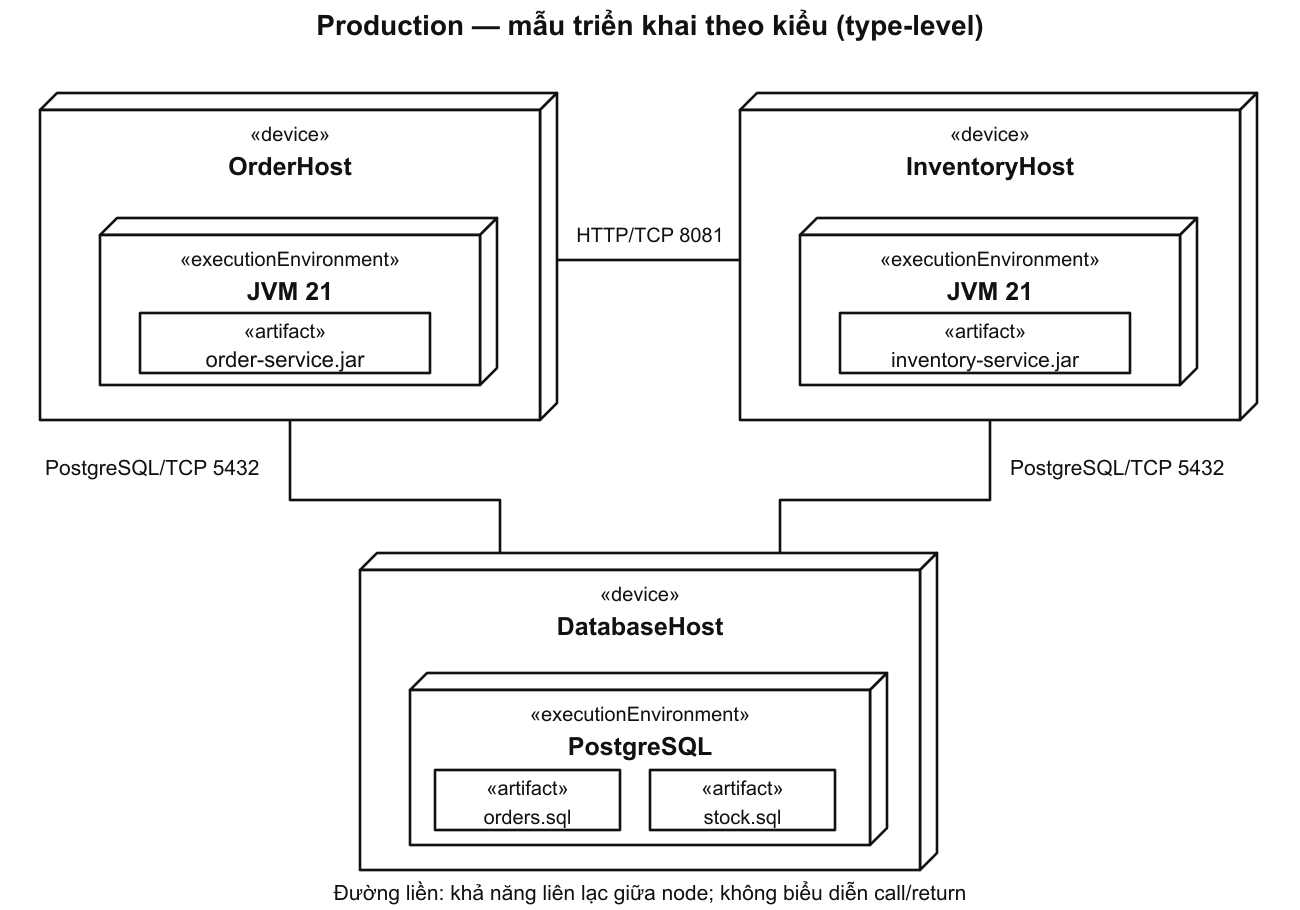 Production — mẫu triển khai theo kiểu (type-level)
«device»
OrderHost
«executionEnvironment»
JVM 21
«artifact»
order-service.jar
HTTP/TCP 8081
«device»
InventoryHost
«executionEnvironment»
JVM 21
«artifact»
inventory-service.jar
PostgreSQL/TCP 5432
PostgreSQL/TCP 5432
«device»
DatabaseHost
«executionEnvironment»
PostgreSQL
«artifact»
orders.sql
«artifact»
stock.sql
Đường liền: khả năng liên lạc giữa node; không biểu diễn call/return